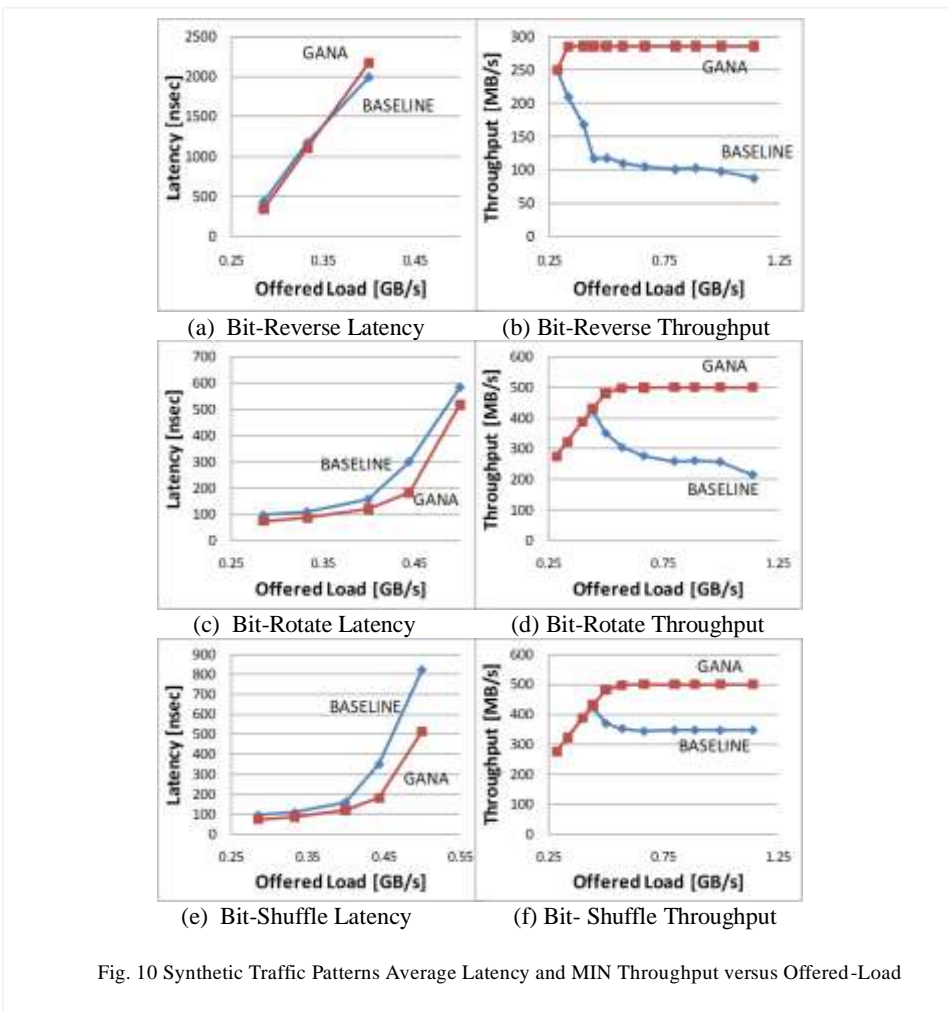 2500
2000
1500
1000
500
0
Latency [nsec]
GANA
BASELINE
0.25 0.35 0.45
Offered Load [GB/s]
300
250
200
150
100
50
0
Throughput [MB/s]
GANA
BASELINE
0.25 0.75 1.25
Offered Load [GB/s]
(a) Bit-Reverse Latency
(b) Bit-Reverse Throughput
700
600
500
400
300
200
100
0
Latency [nsec]
BASELINE
GANA
0.25 0.35 0.45
Offered Load [GB/s]
600
500
400
300
200
100
0
Throughput [MB/s]
GANA
BASELINE
0.25 0.75 1.25
Offered Load [GB/s]
(c) Bit-Rotate Latency
(d) Bit-Rotate Throughput
900
800
700
600
500
400
300
200
100
0
Latency [nsec]
BASELINE
GANA
0.25 0.35 0.45 0.55
Offered Load [GB/s]
600
500
400
300
200
100
0
Throughput [MB/s]
GANA
BASELINE
0.25 0.75 1.25
Offered Load [GB/s]
(e) Bit-Shuffle Latency
(f) Bit- Shuffle Throughput
Fig. 10 Synthetic Traffic Patterns Average Latency and MIN Throughput versus Offered-Load